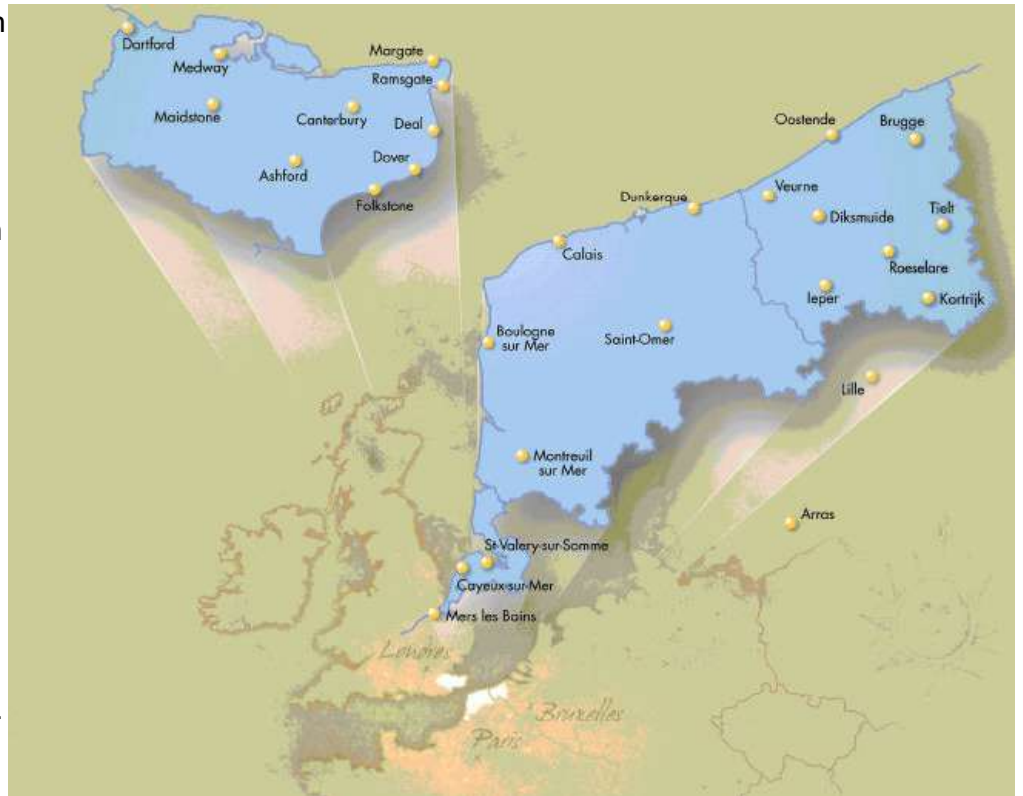 Dartford
Medway
Margate
Ramsgate
Maidstone
Canterbury
Deal
Ashford
Dover
Folkstone
Oostende
Brugge
Veurne
Dunkerque
Diksmuide
Tielt
Calais
Roeselare
Ieper
Kortrijk
Boulogne
sur Mer
Saint-Omer
Lille
Montreuil
sur Mer
Arras
St-Valery-sur-Somme
Cayeux-sur-Mer
Mers les Bains
Londres
Bruxelles
Paris